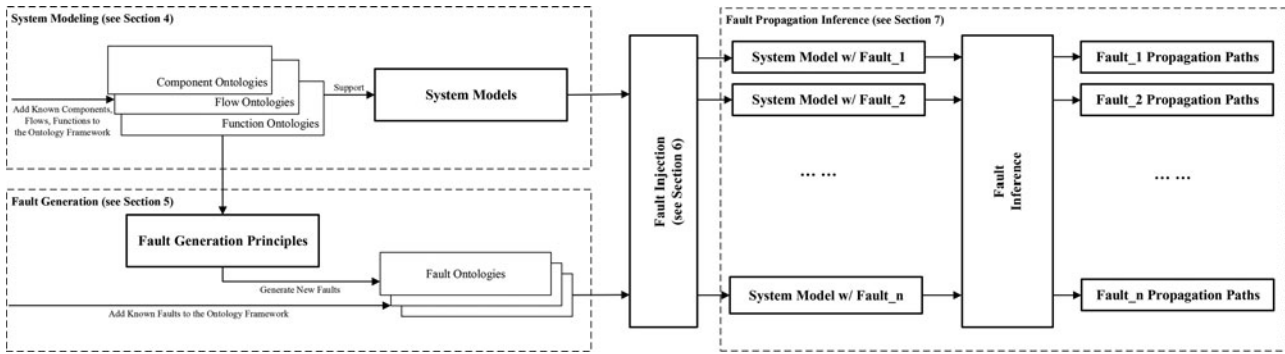 System Modeling (see Section 4)
Component Ontologies
Flow Ontologies
Function Ontologies
Add Known Components,
Flows, Functions to
the Ontology Framework
Support
System Models
Fault Generation (see Section 5)
Fault Generation Principles
Generate New Faults
Fault Ontologies
Add Known Faults to the Ontology Framework
Fault Injection
(see Section 6)
Fault Propagation Inference (see Section 7)
System Model w/ Fault_1
System Model w/ Fault_2
... ...
System Model w/ Fault_n
Fault
Inference
Fault_1 Propagation Paths
Fault_2 Propagation Paths
... ...
Fault_n Propagation Paths